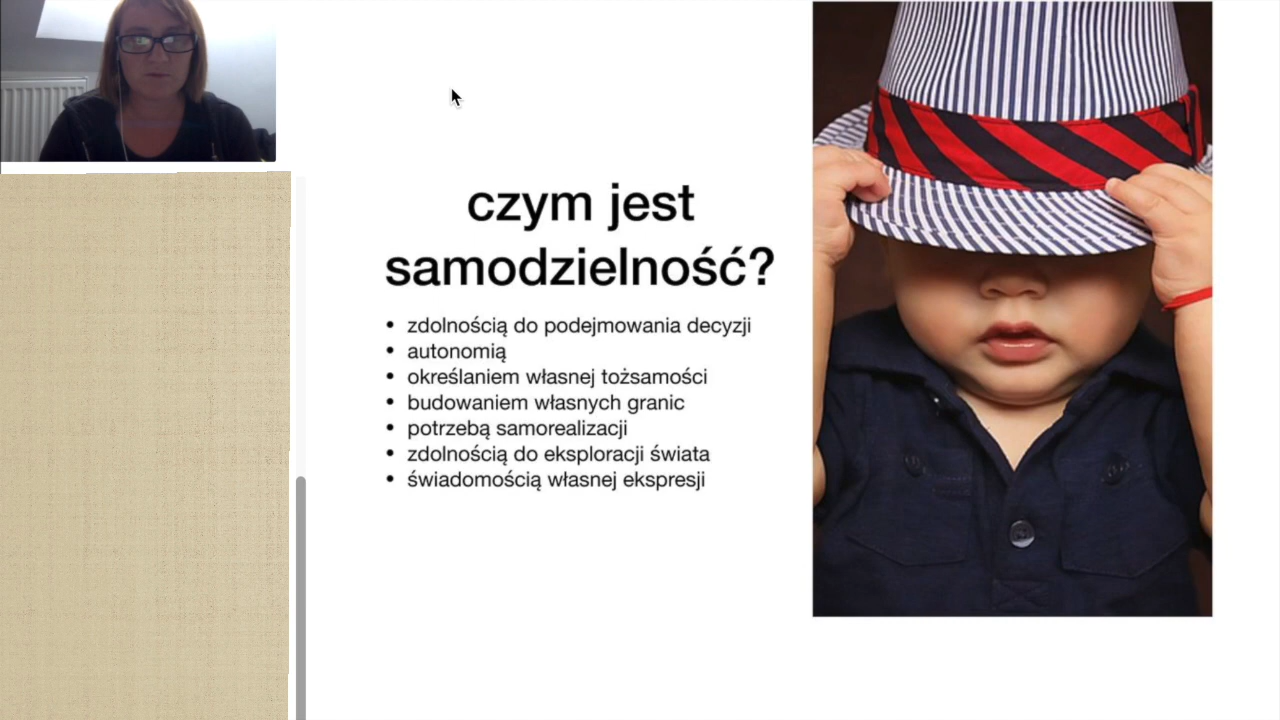 czym jest
samodzielność?
• zdolnością do podejmowania decyzji
• autonomią
• określaniem własnej tożsamości
• budowaniem własnych granic
• potrzebą samorealizacji
• zdolnością do eksploracji świata
• świadomością własnej ekspresji